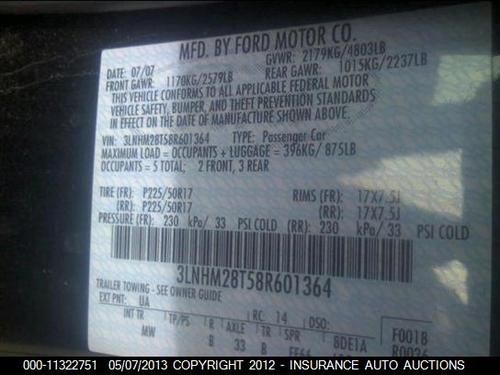 MFD. BY FORD MOTOR CO.
DATE: 07/07 GVWR: 2179KG/4803LB
FRONT GAWR: 1170KG/2579LB REAR GAWR: 1015KG/2237LB
THIS VEHICLE CONFORMS TO ALL APPLICABLE FEDERAL MOTOR
VEHICLE SAFETY, BUMPER, AND THEFT PREVENTION STANDARDS
IN EFFECT ON THE DATE OF MANUFACTURE SHOWN ABOVE.
VIN: 3LNHM28T58R601364 TYPE: Passenger Car
MAXIMUM LOAD = OCCUPANTS + LUGGAGE = 396KG/ 875LB
OCCUPANTS = 5 TOTAL; 2 FRONT, 3 REAR
TIRE (FR) P225/50R17 RIMS (FR): 17X7.5J
(RR) P225/50R17 (RR): 17X7.5J
PRESSURE (FR) 230 kPa/ 33 PSI COLD (RR): 230 kPa/ 33 PSI COLD
3LNHM28T58R601364
TRAILER TOWING - SEE OWNER GUIDE
EXT PNT: UA RC: 14 DSO: F0018
INT TR TP/PS R AXLE TR SPR
MW B 33 B 8DE1A
000-11322751 05/07/2013 COPYRIGHT 2012 - INSURANCE AUTO AUCTIONS